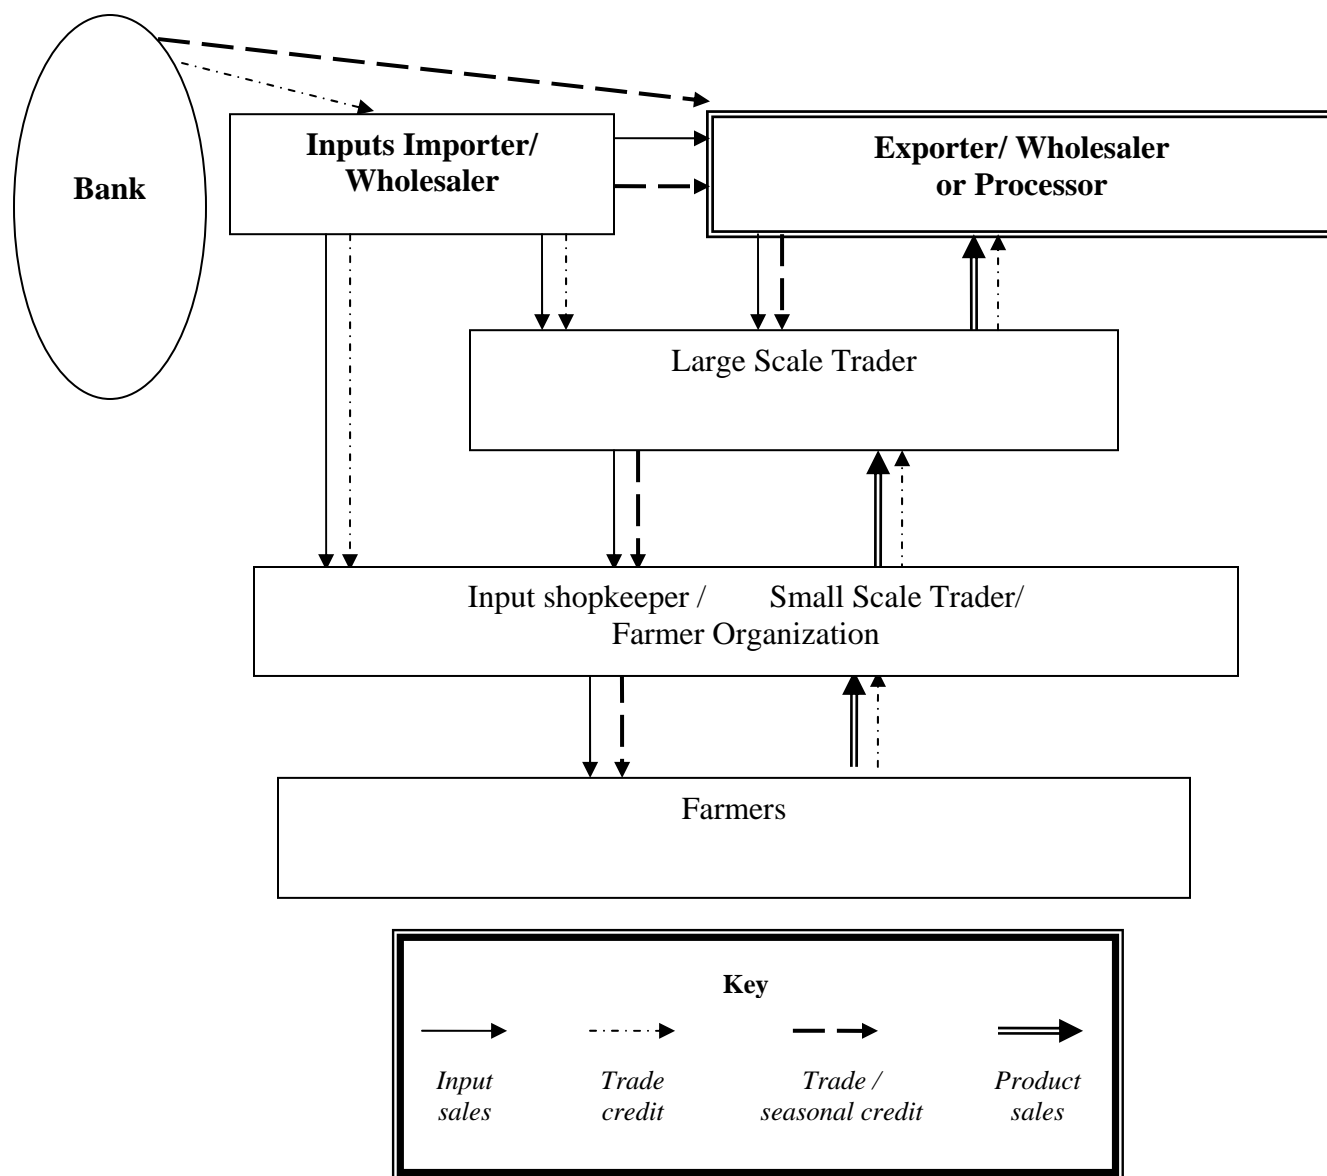 Bank
Inputs Importer/
Wholesaler
Exporter/ Wholesaler
or Processor
Large Scale Trader
Input shopkeeper / Small Scale Trader/
Farmer Organization
Farmers
Key
Input
sales
Trade
credit
Trade /
seasonal credit
Product
sales